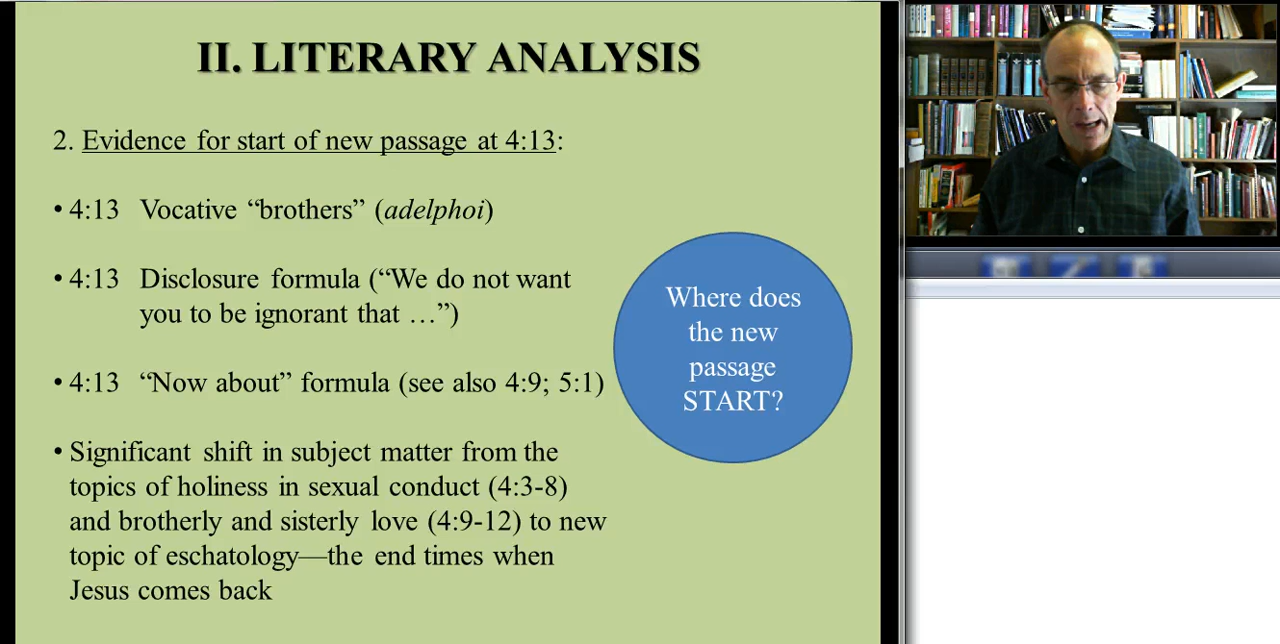 II. LITERARY ANALYSIS
2. Evidence for start of new passage at 4:13:
• 4:13 Vocative “brothers” (adelphoi)
• 4:13 Disclosure formula (“We do not want
you to be ignorant that …”)
• 4:13 “Now about” formula (see also 4:9; 5:1)
• Significant shift in subject matter from the
topics of holiness in sexual conduct (4:3-8)
and brotherly and sisterly love (4:9-12) to new
topic of eschatology—the end times when
Jesus comes back
Where does
the new
passage
START?